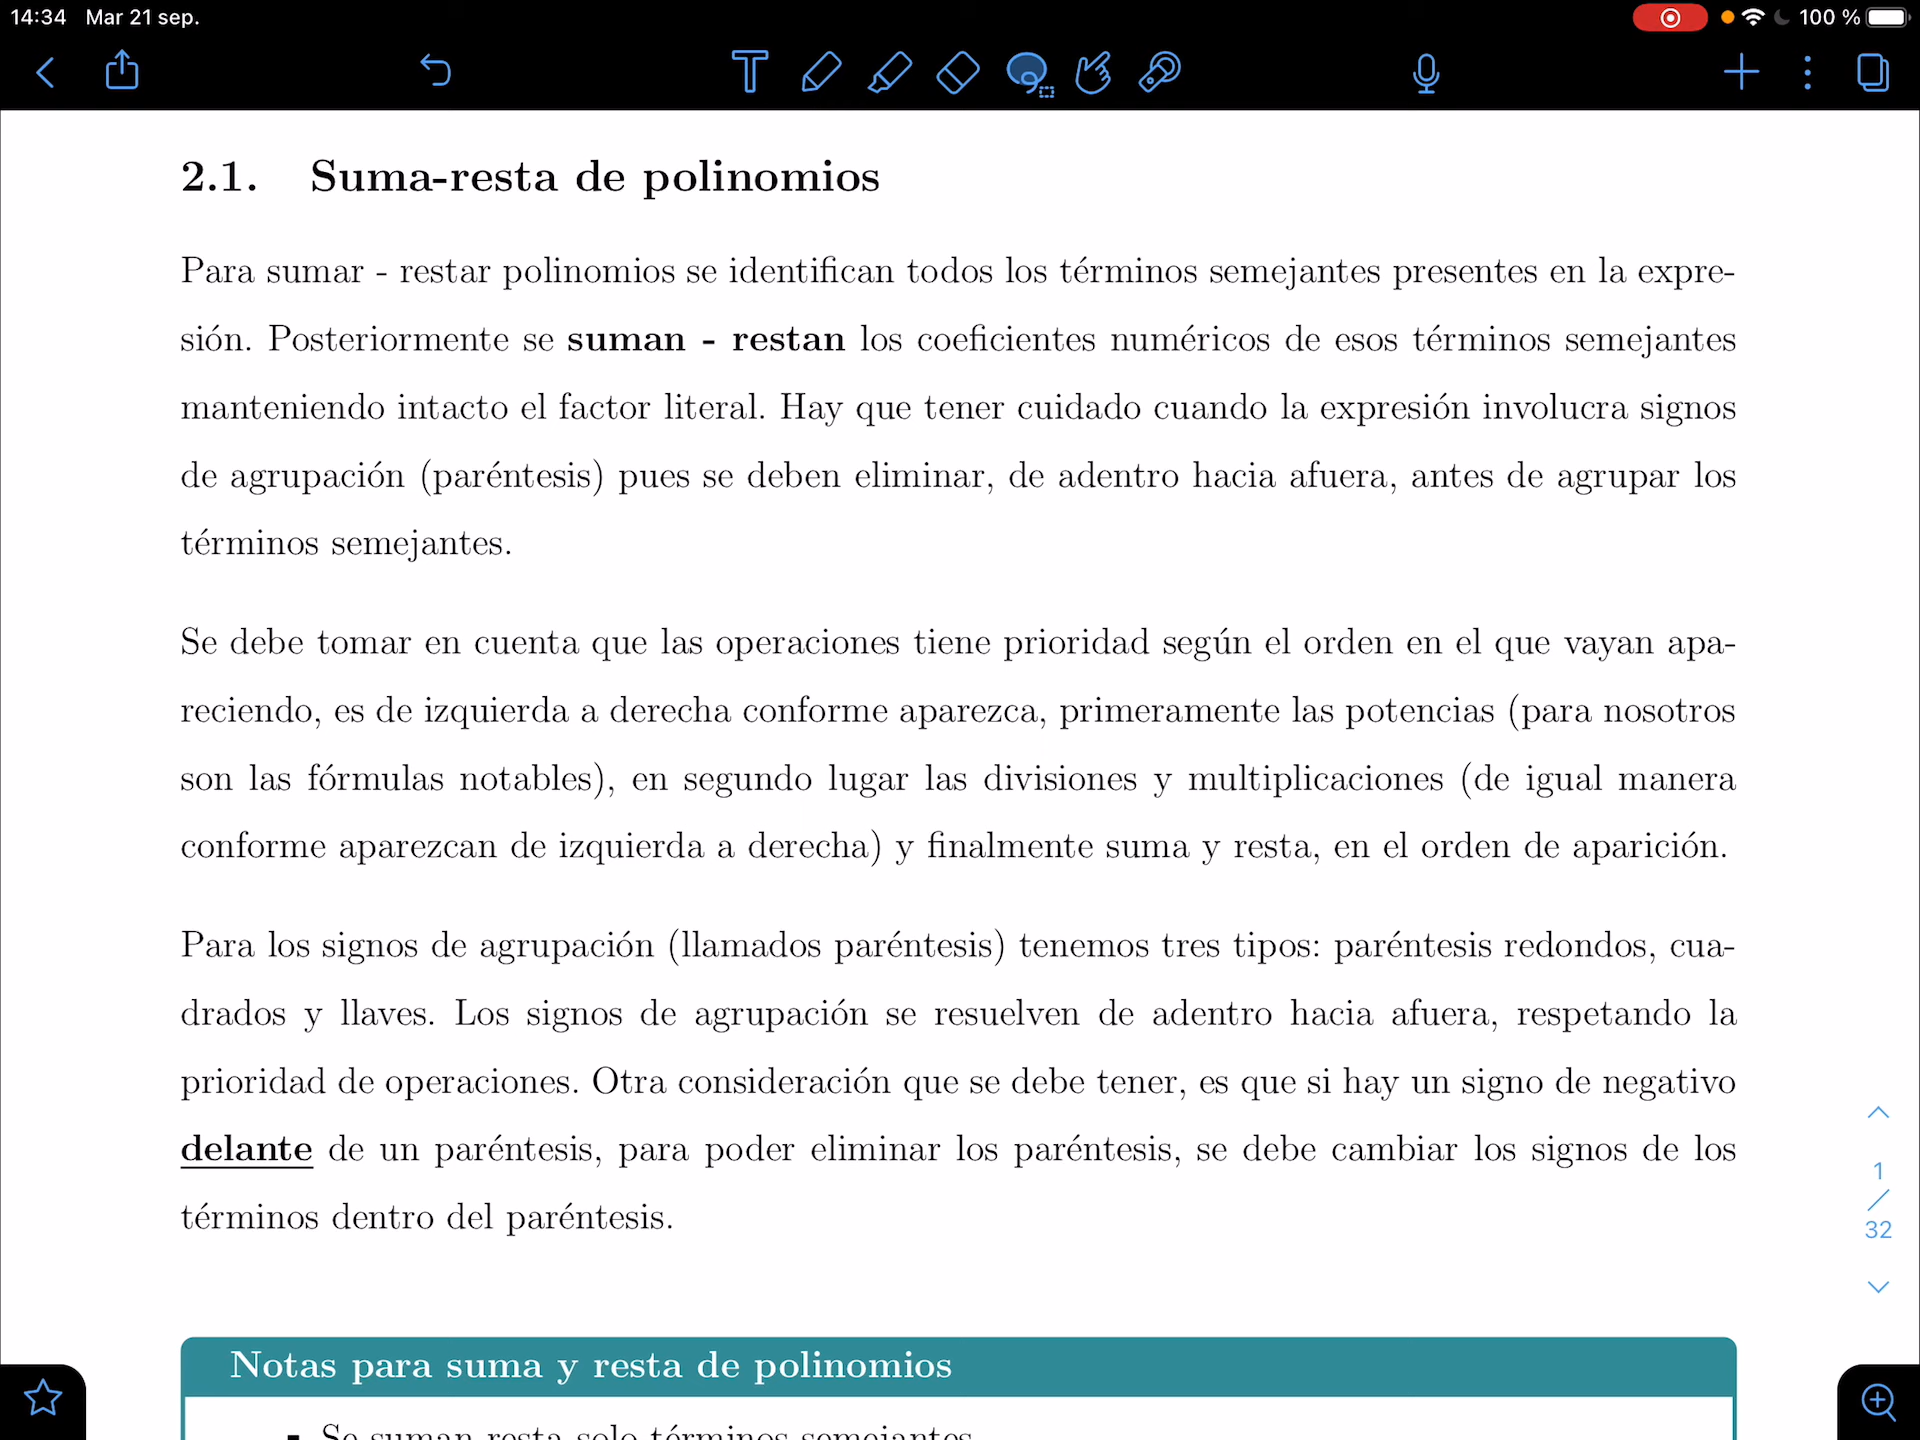 14:34 Mar 21 sep. 100 %
2.1. Suma-resta de polinomios
Para sumar - restar polinomios se identifican todos los términos semejantes presentes en la expre-
sión. Posteriormente se suman - restan los coeficientes numéricos de esos términos semejantes
manteniendo intacto el factor literal. Hay que tener cuidado cuando la expresión involucra signos
de agrupación (paréntesis) pues se deben eliminar, de adentro hacia afuera, antes de agrupar los
términos semejantes.
Se debe tomar en cuenta que las operaciones tiene prioridad según el orden en el que vayan apa-
reciendo, es de izquierda a derecha conforme aparezca, primeramente las potencias (para nosotros
son las fórmulas notables), en segundo lugar las divisiones y multiplicaciones (de igual manera
conforme aparezcan de izquierda a derecha) y finalmente suma y resta, en el orden de aparición.
Para los signos de agrupación (llamados paréntesis) tenemos tres tipos: paréntesis redondos, cua-
drados y llaves. Los signos de agrupación se resuelven de adentro hacia afuera, respetando la
prioridad de operaciones. Otra consideración que se debe tener, es que si hay un signo de negativo
delante de un paréntesis, para poder eliminar los paréntesis, se debe cambiar los signos de los
términos dentro del paréntesis.
1
/
32
Notas para suma y resta de polinomios
Se suman-resta solo términos semejantes